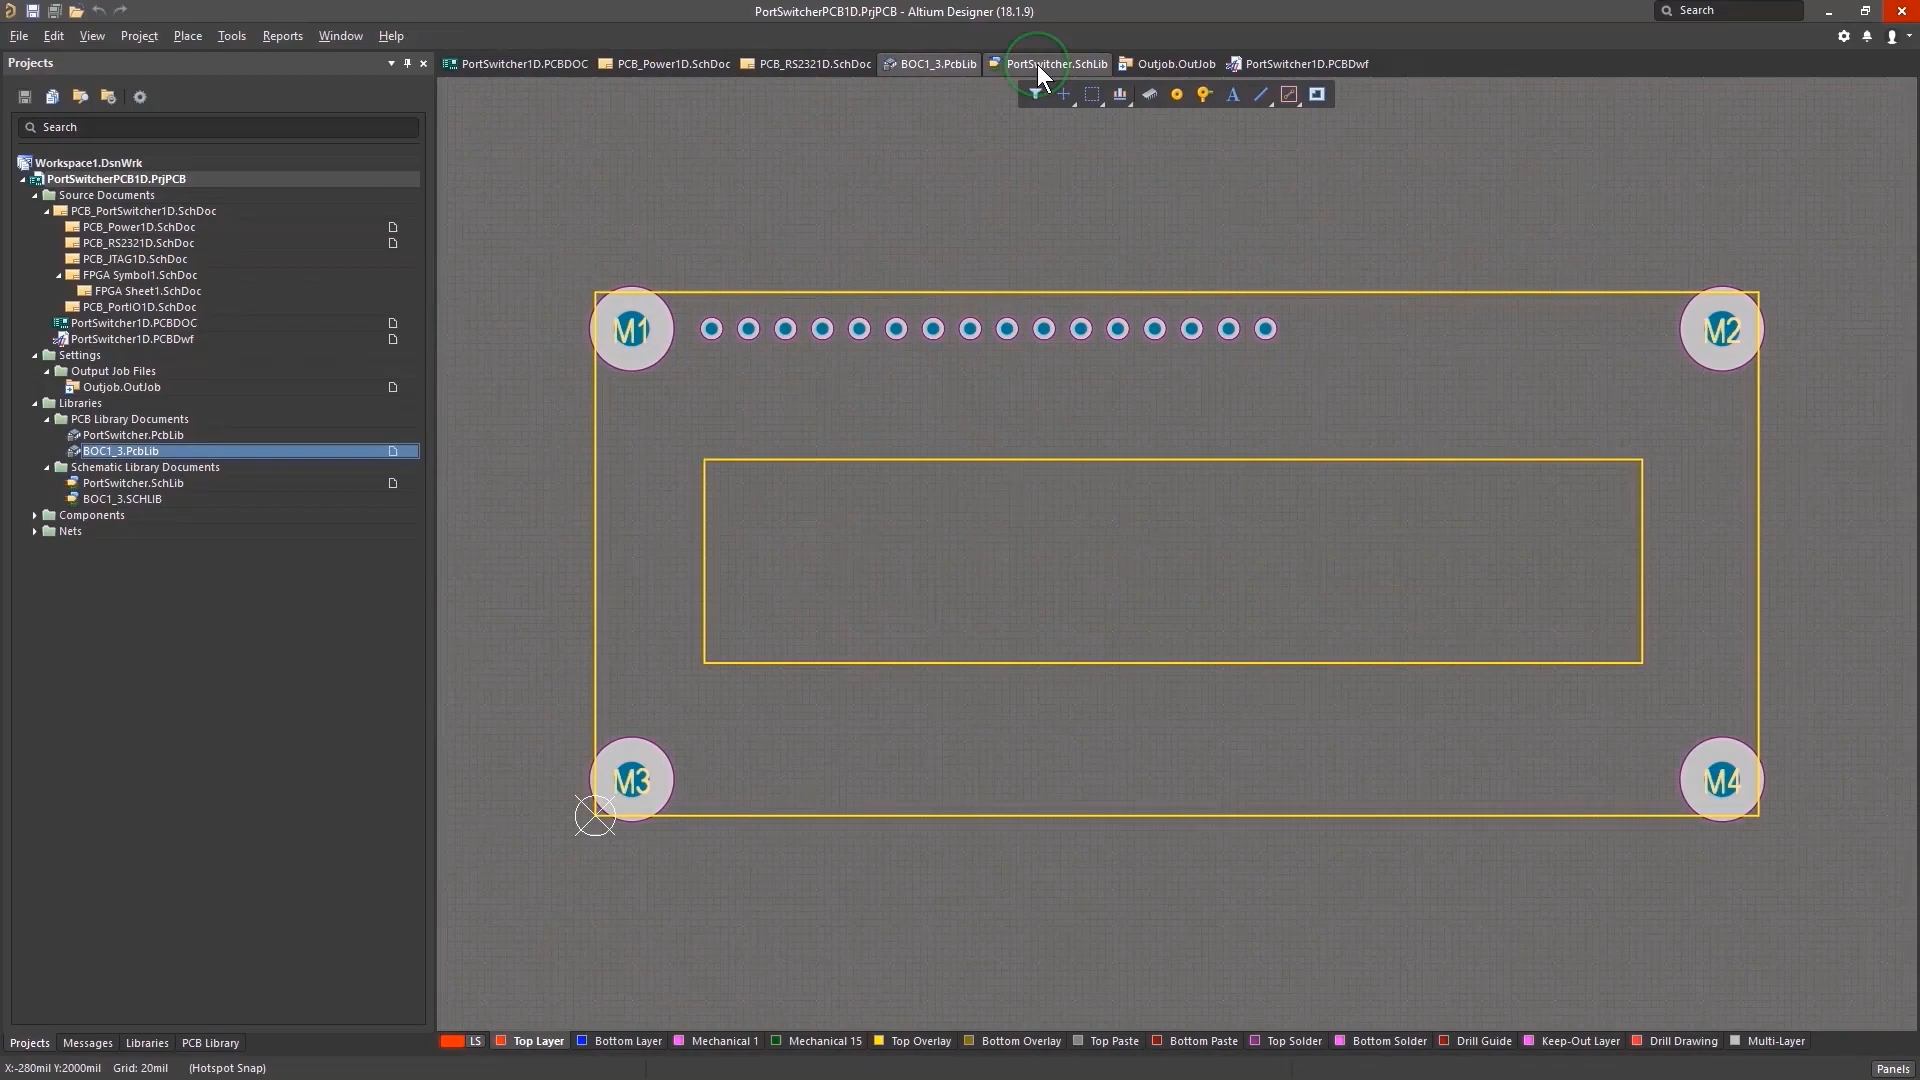 PortSwitcherPCB1D.PrjPCB - Altium Designer (18.1.9)
Search
File Edit View Project Place Tools Reports Window Help
Projects
PortSwitcher1D.PCBDOC PCB_Power1D.SchDoc PCB_RS2321D.SchDoc BOC1_3.PcbLib PortSwitcher.SchLib Outjob.OutJob PortSwitcher1D.PCBDwf
A
Search
Workspace1.DsnWrk
PortSwitcherPCB1D.PrjPCB
Source Documents
PCB_PortSwitcher1D.SchDoc
PCB_Power1D.SchDoc
PCB_RS2321D.SchDoc
PCB_JTAG1D.SchDoc
FPGA Symbol1.SchDoc
FPGA Sheet1.SchDoc
PCB_PortIO1D.SchDoc
PortSwitcher1D.PCBDOC
PortSwitcher1D.PCBDwf
Settings
Output Job Files
Outjob.OutJob
Libraries
PCB Library Documents
PortSwitcher.PcbLib
BOC1_3.PcbLib
Schematic Library Documents
PortSwitcher.SchLib
BOC1_3.SCHLIB
Components
Nets
M1 M2
M3 M4
LS Top Layer Bottom Layer Mechanical 1 Mechanical 15 Top Overlay Bottom Overlay Top Paste Bottom Paste Top Solder Bottom Solder Drill Guide Keep-Out Layer Drill Drawing Multi-Layer
Projects Messages Libraries PCB Library
X:-280mil Y:2000mil Grid: 20mil (Hotspot Snap)
Panels